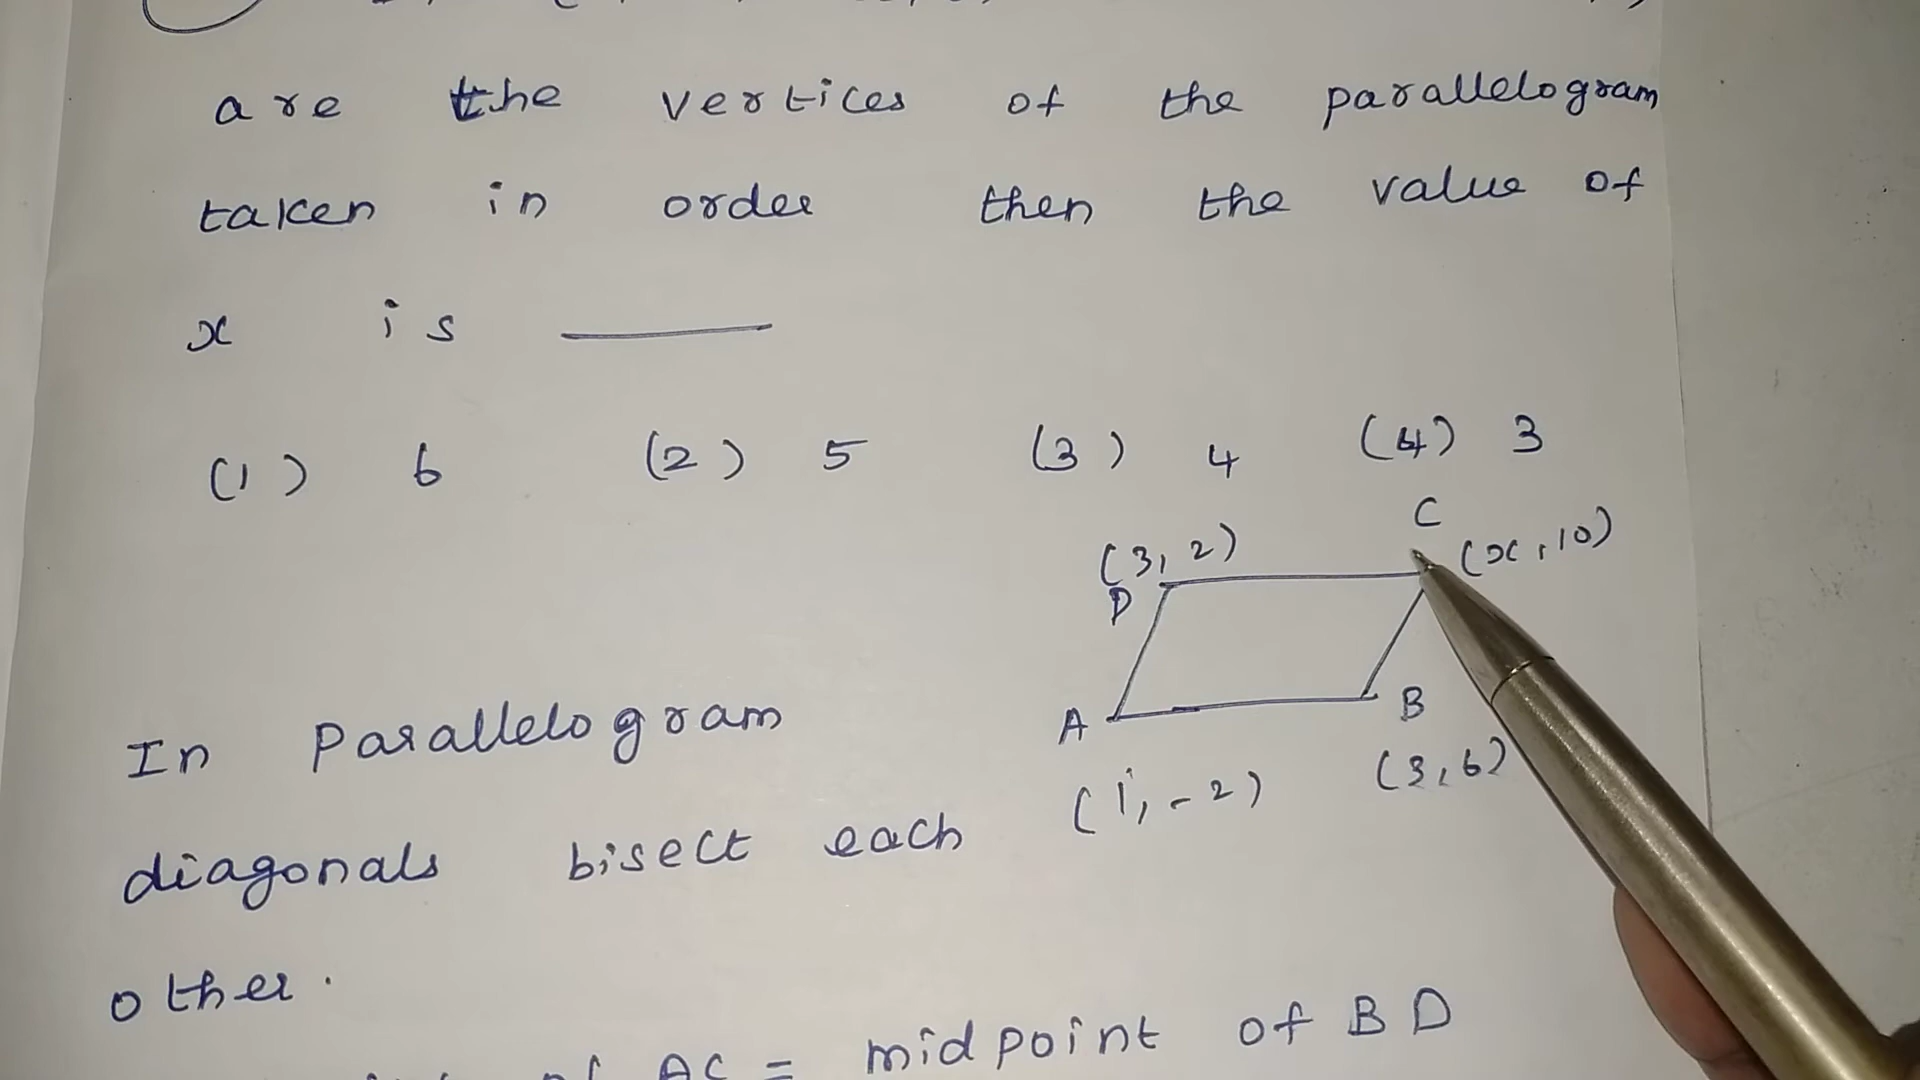 are the vertices of the parallelogram
taken in order then the value of
x is ———
(1) 6 (2) 5 (3) 4 (4) 3
C
(3, 2) (x, 10)
D
A B
(1, -2) (3, 6)
In Parallelogram
diagonals bisect each
other.
of AC = midpoint of BD